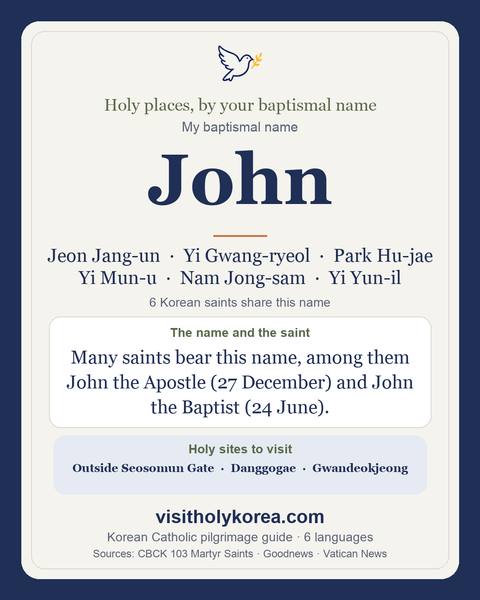 Holy places, by your baptismal name
My baptismal name
John
Jeon Jang-un · Yi Gwang-ryeol · Park Hu-jae
Yi Mun-u · Nam Jong-sam · Yi Yun-il
6 Korean saints share this name
The name and the saint
Many saints bear this name, among them
John the Apostle (27 December) and John
the Baptist (24 June).
Holy sites to visit
Outside Seosomun Gate · Danggogae · Gwandeokjeong
visitholykorea.com
Korean Catholic pilgrimage guide · 6 languages
Sources: CBCK 103 Martyr Saints · Goodnews · Vatican News